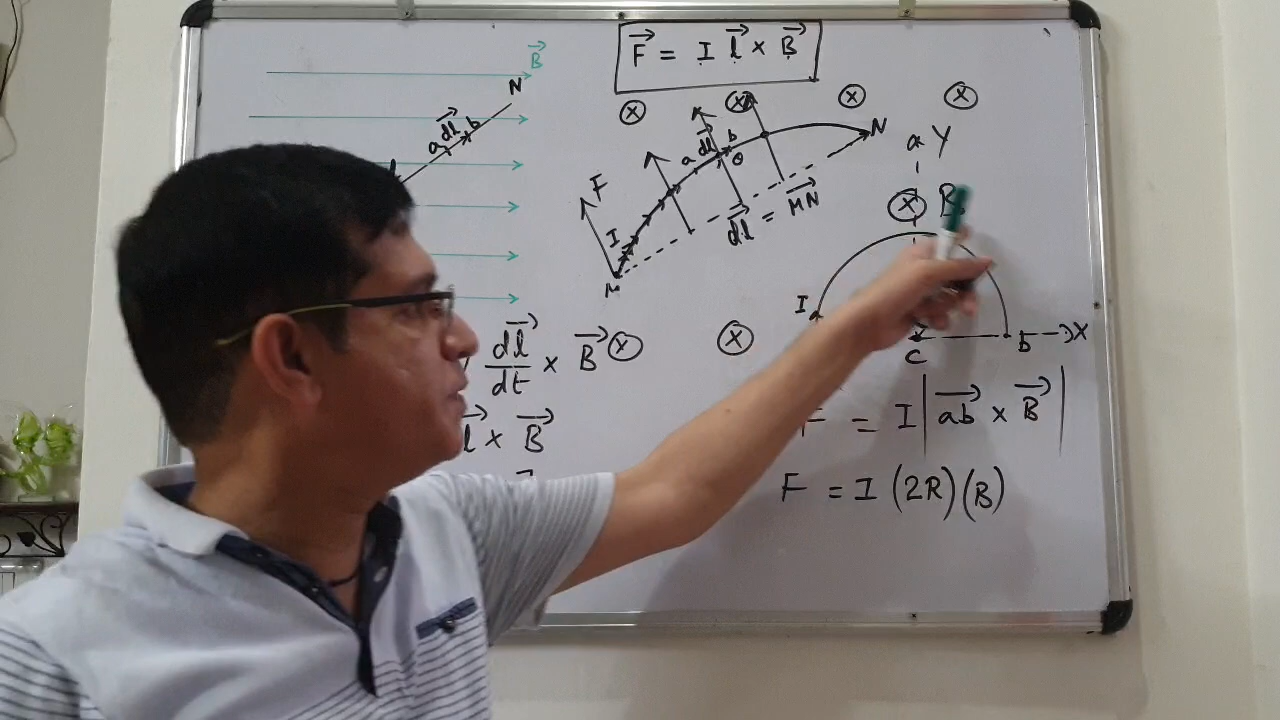 F⃗ = I l⃗ × B⃗
B⃗
N
a dl⃗ b
F
I
M
a dl⃗ b
θ
N
dl⃗ = MN⃗
Y
B
I
a
C
b
X
dl⃗/dt × B⃗
l⃗ × B⃗
F = I |ab⃗ × B⃗|
F = I (2R)(B)